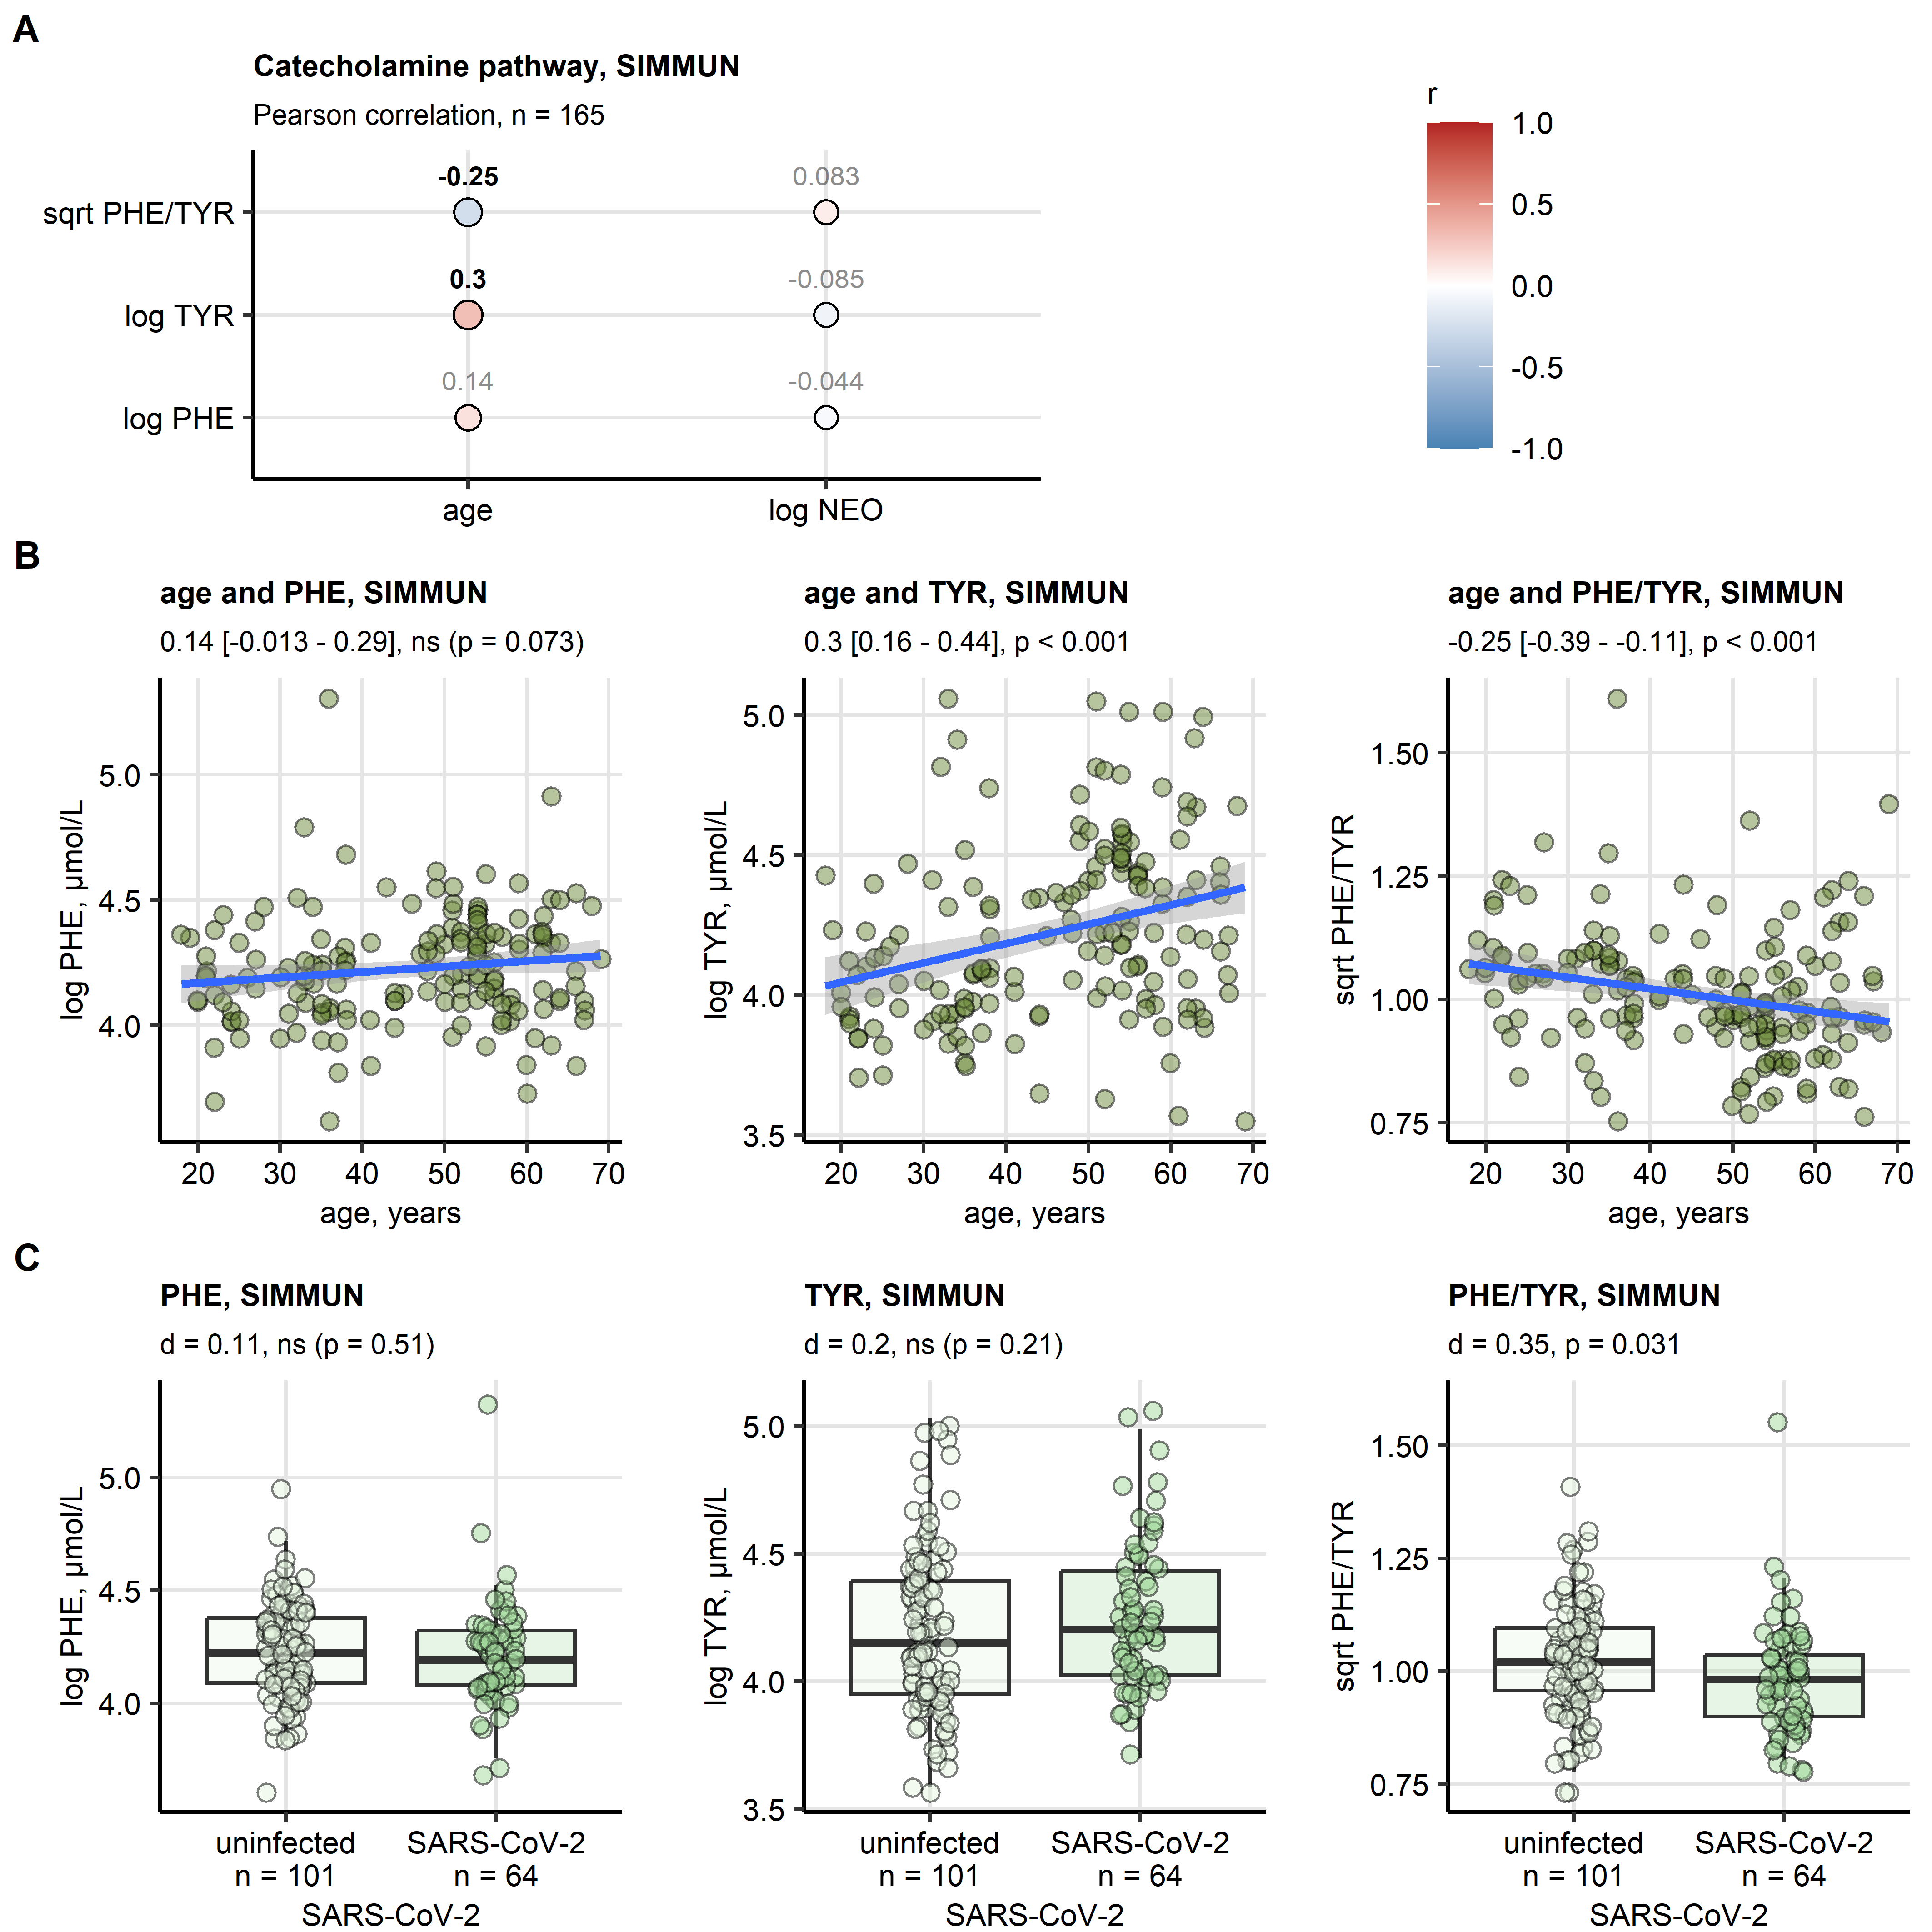 A
Catecholamine pathway, SIMMUN
Pearson correlation, n = 165
sqrt PHE/TYR
log TYR
log PHE
-0.25
0.083
0.3
-0.085
0.14
-0.044
age
log NEO
r
1.0
0.5
0.0
-0.5
-1.0
B
age and PHE, SIMMUN
0.14 [-0.013 - 0.29], ns (p = 0.073)
log PHE, µmol/L
5.0
4.5
4.0
20 30 40 50 60 70
age, years
age and TYR, SIMMUN
0.3 [0.16 - 0.44], p < 0.001
log TYR, µmol/L
5.0
4.5
4.0
3.5
20 30 40 50 60 70
age, years
age and PHE/TYR, SIMMUN
-0.25 [-0.39 - -0.11], p < 0.001
sqrt PHE/TYR
1.50
1.25
1.00
0.75
20 30 40 50 60 70
age, years
C
PHE, SIMMUN
d = 0.11, ns (p = 0.51)
log PHE, µmol/L
5.0
4.5
4.0
uninfected SARS-CoV-2
n = 101 n = 64
SARS-CoV-2
TYR, SIMMUN
d = 0.2, ns (p = 0.21)
log TYR, µmol/L
5.0
4.5
4.0
3.5
uninfected SARS-CoV-2
n = 101 n = 64
SARS-CoV-2
PHE/TYR, SIMMUN
d = 0.35, p = 0.031
sqrt PHE/TYR
1.50
1.25
1.00
0.75
uninfected SARS-CoV-2
n = 101 n = 64
SARS-CoV-2